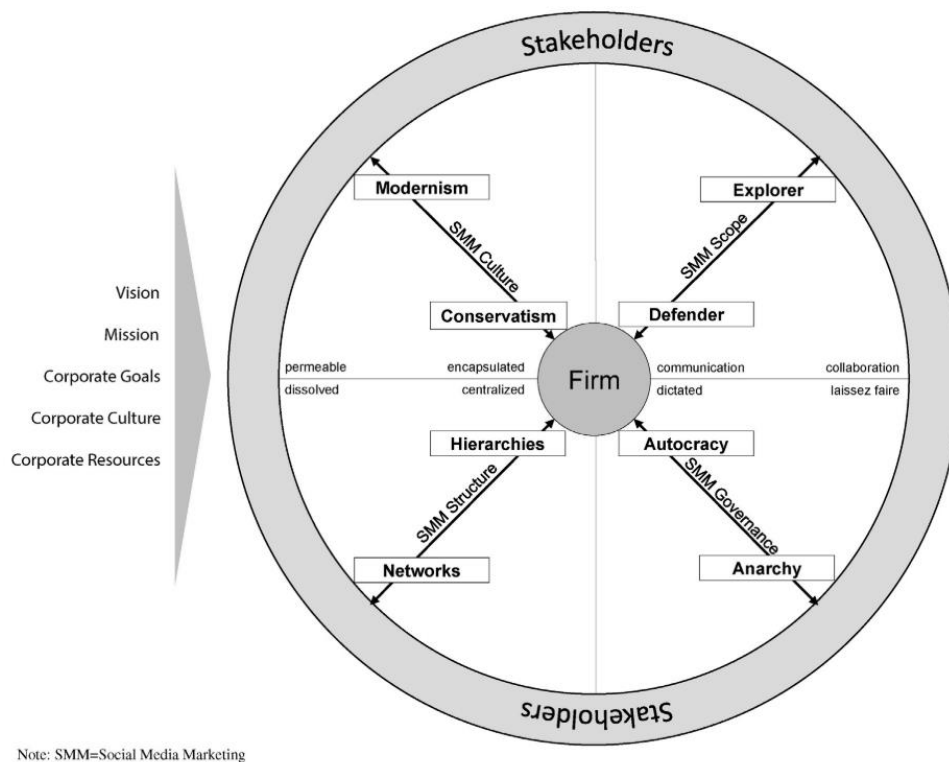 Stakeholders
Modernism
Explorer
SMM Culture
SMM Scope
Vision
Conservatism
Defender
Mission
permeable
encapsulated
communication
collaboration
Corporate Goals
Firm
dissolved
centralized
dictated
laissez faire
Corporate Culture
Hierarchies
Autocracy
Corporate Resources
SMM Structure
SMM Governance
Networks
Anarchy
Stakeholders
Note: SMM=Social Media Marketing